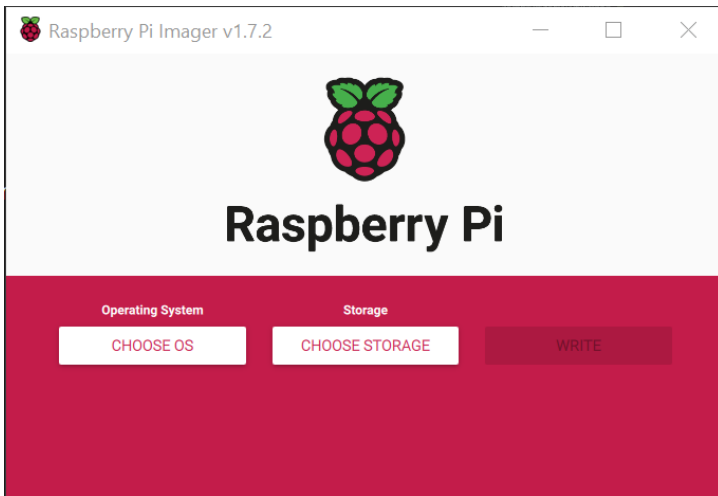 Raspberry Pi Imager v1.7.2
Raspberry Pi
Operating System
Storage
CHOOSE OS
CHOOSE STORAGE
WRITE